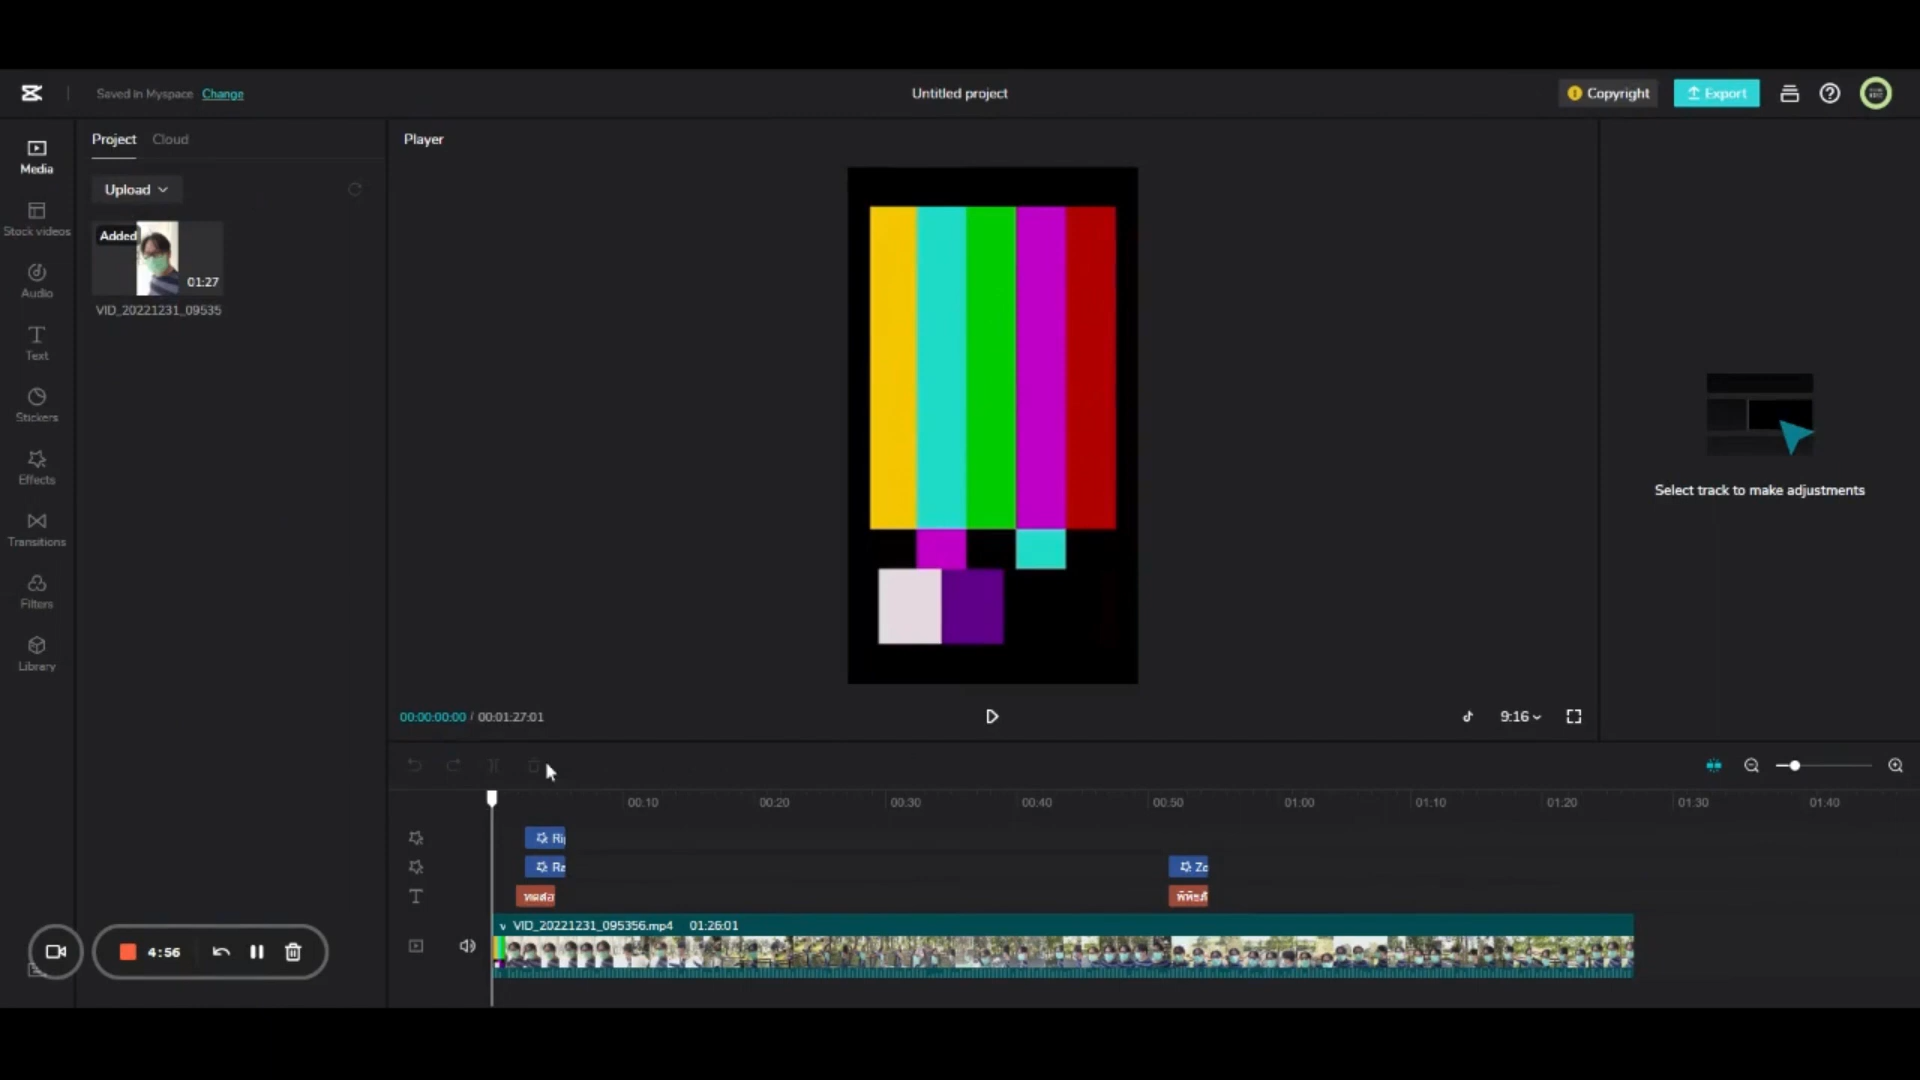 Saved in Myspace Change
Untitled project
Copyright
Export
Media
Stock videos
Audio
Text
Stickers
Effects
Transitions
Filters
Library
Project Cloud
Upload
Added
01:27
VID_20221231_09535
Player
Select track to make adjustments
00:00:00:00 / 00:01:27:01
9:16
00:10 00:20 00:30 00:40 00:50 01:00 01:10 01:20 01:30 01:40
Ri
Ra Zo
VID_20221231_095356.mp4 01:26:01
4:56